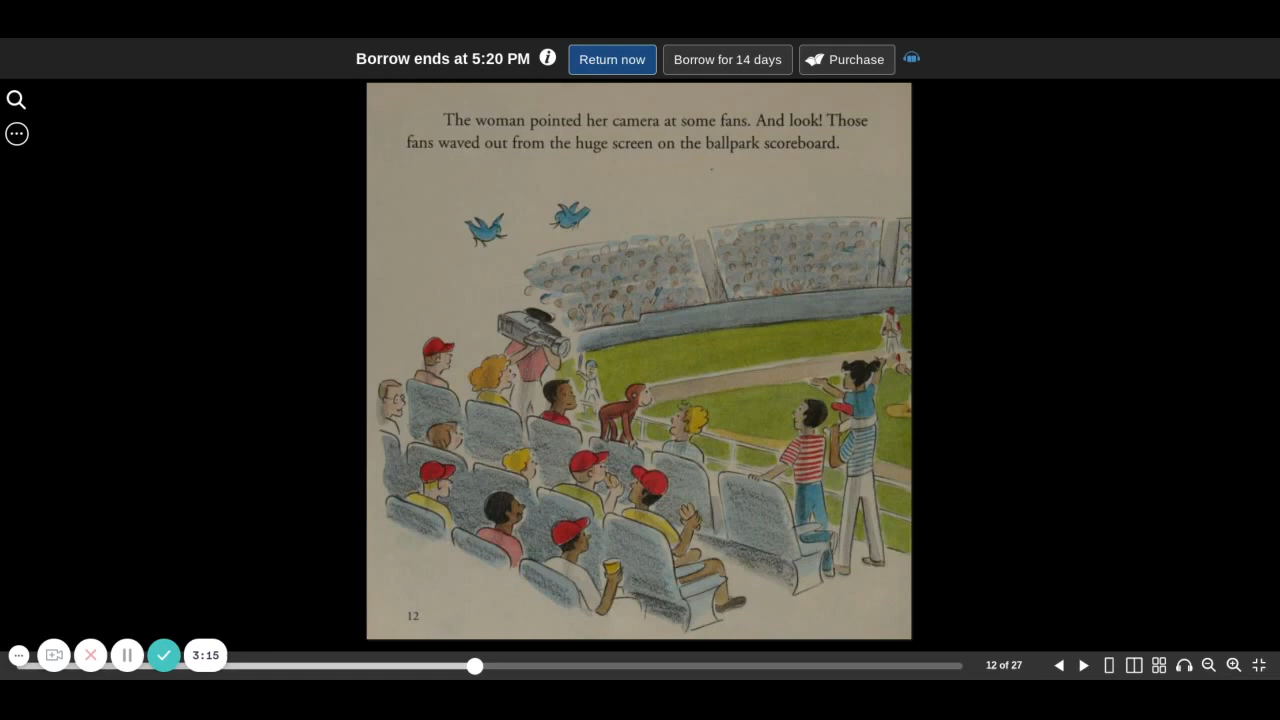 Borrow ends at 5:20 PM
Return now
Borrow for 14 days
Purchase
The woman pointed her camera at some fans. And look! Those
fans waved out from the huge screen on the ballpark scoreboard.
12
3:15
12 of 27